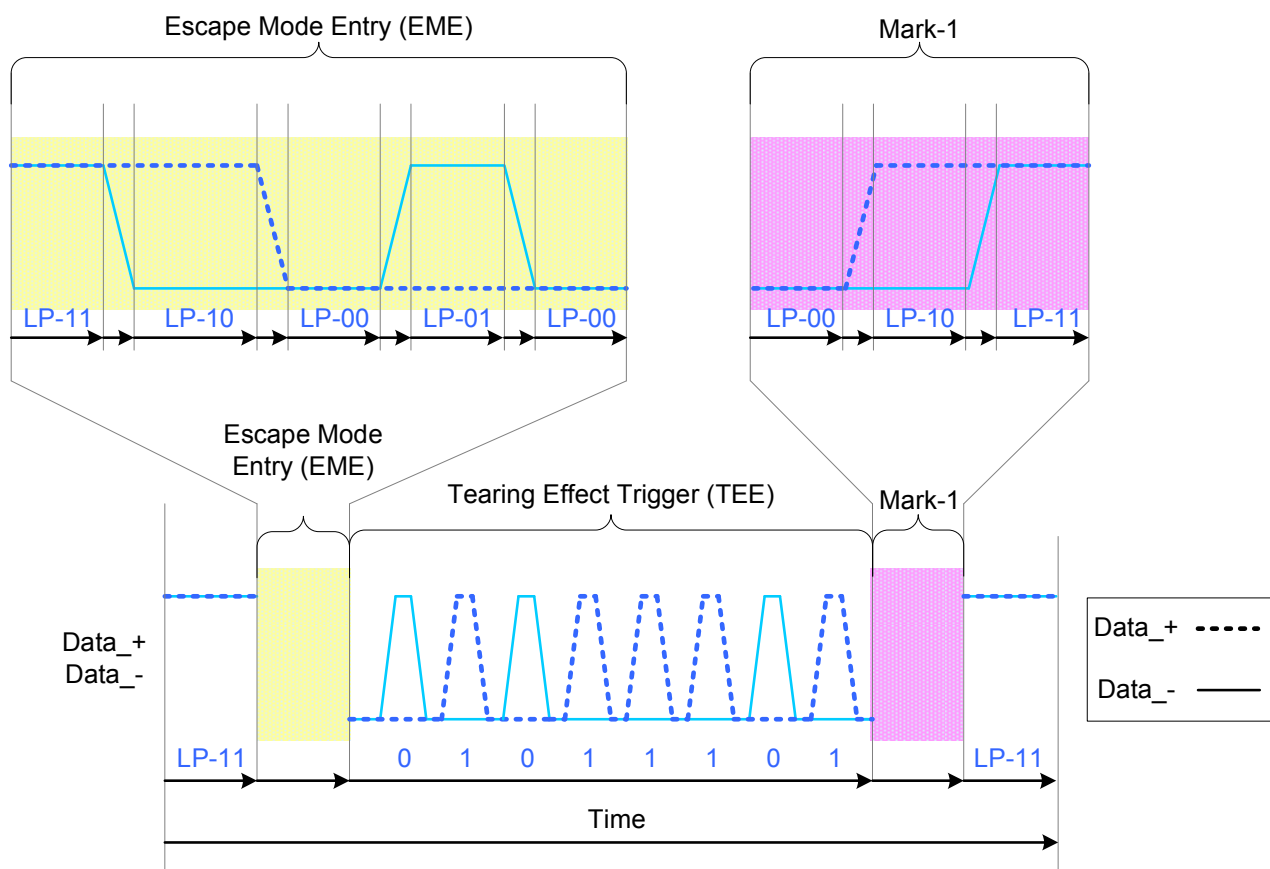 Escape Mode Entry (EME)
Mark-1
LP-11 LP-10 LP-00 LP-01 LP-00
LP-00 LP-10 LP-11
Escape Mode
Entry (EME)
Tearing Effect Trigger (TEE)
Mark-1
Data_+
Data_-
Data_+
Data_-
LP-11 0 1 0 1 1 1 0 1 LP-11
Time